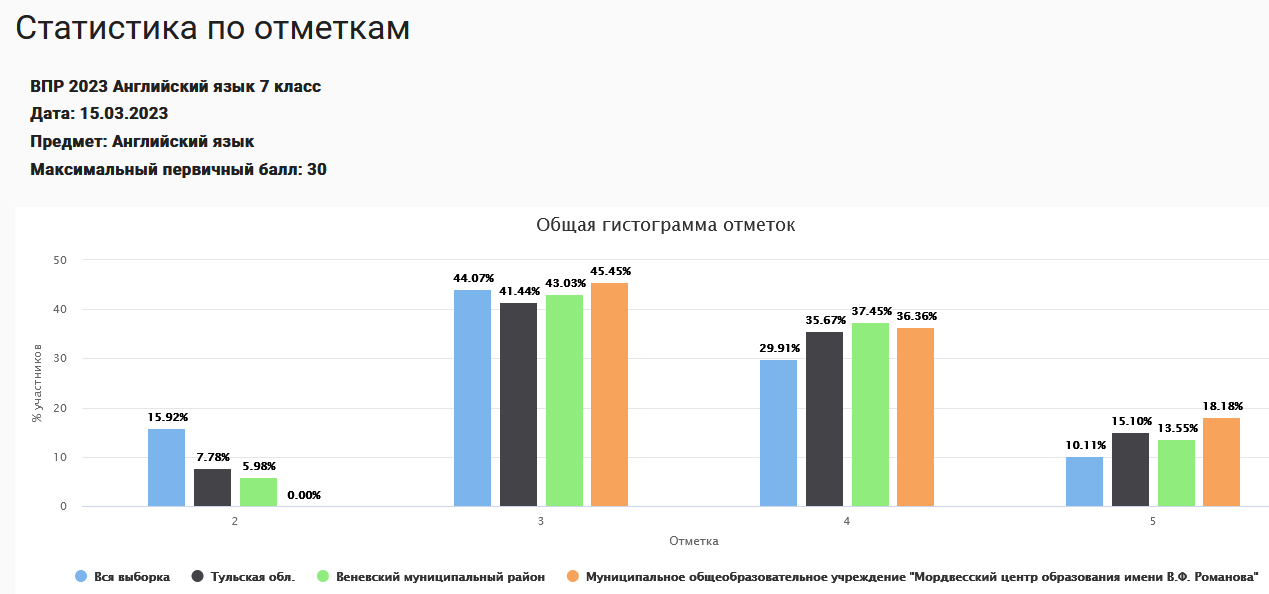 Статистика по отметкам
ВПР 2023 Английский язык 7 класс
Дата: 15.03.2023
Предмет: Английский язык
Максимальный первичный балл: 30
Общая гистограмма отметок
% участников
50
40
30
20
10
0
15.92%
7.78%
5.98%
0.00%
44.07%
41.44%
43.03%
45.45%
29.91%
35.67%
37.45%
36.36%
10.11%
15.10%
13.55%
18.18%
2 3 4 5
Отметка
Вся выборка Тульская обл. Веневский муниципальный район Муниципальное общеобразовательное учреждение "Мордвесский центр образования имени В.Ф. Романова"